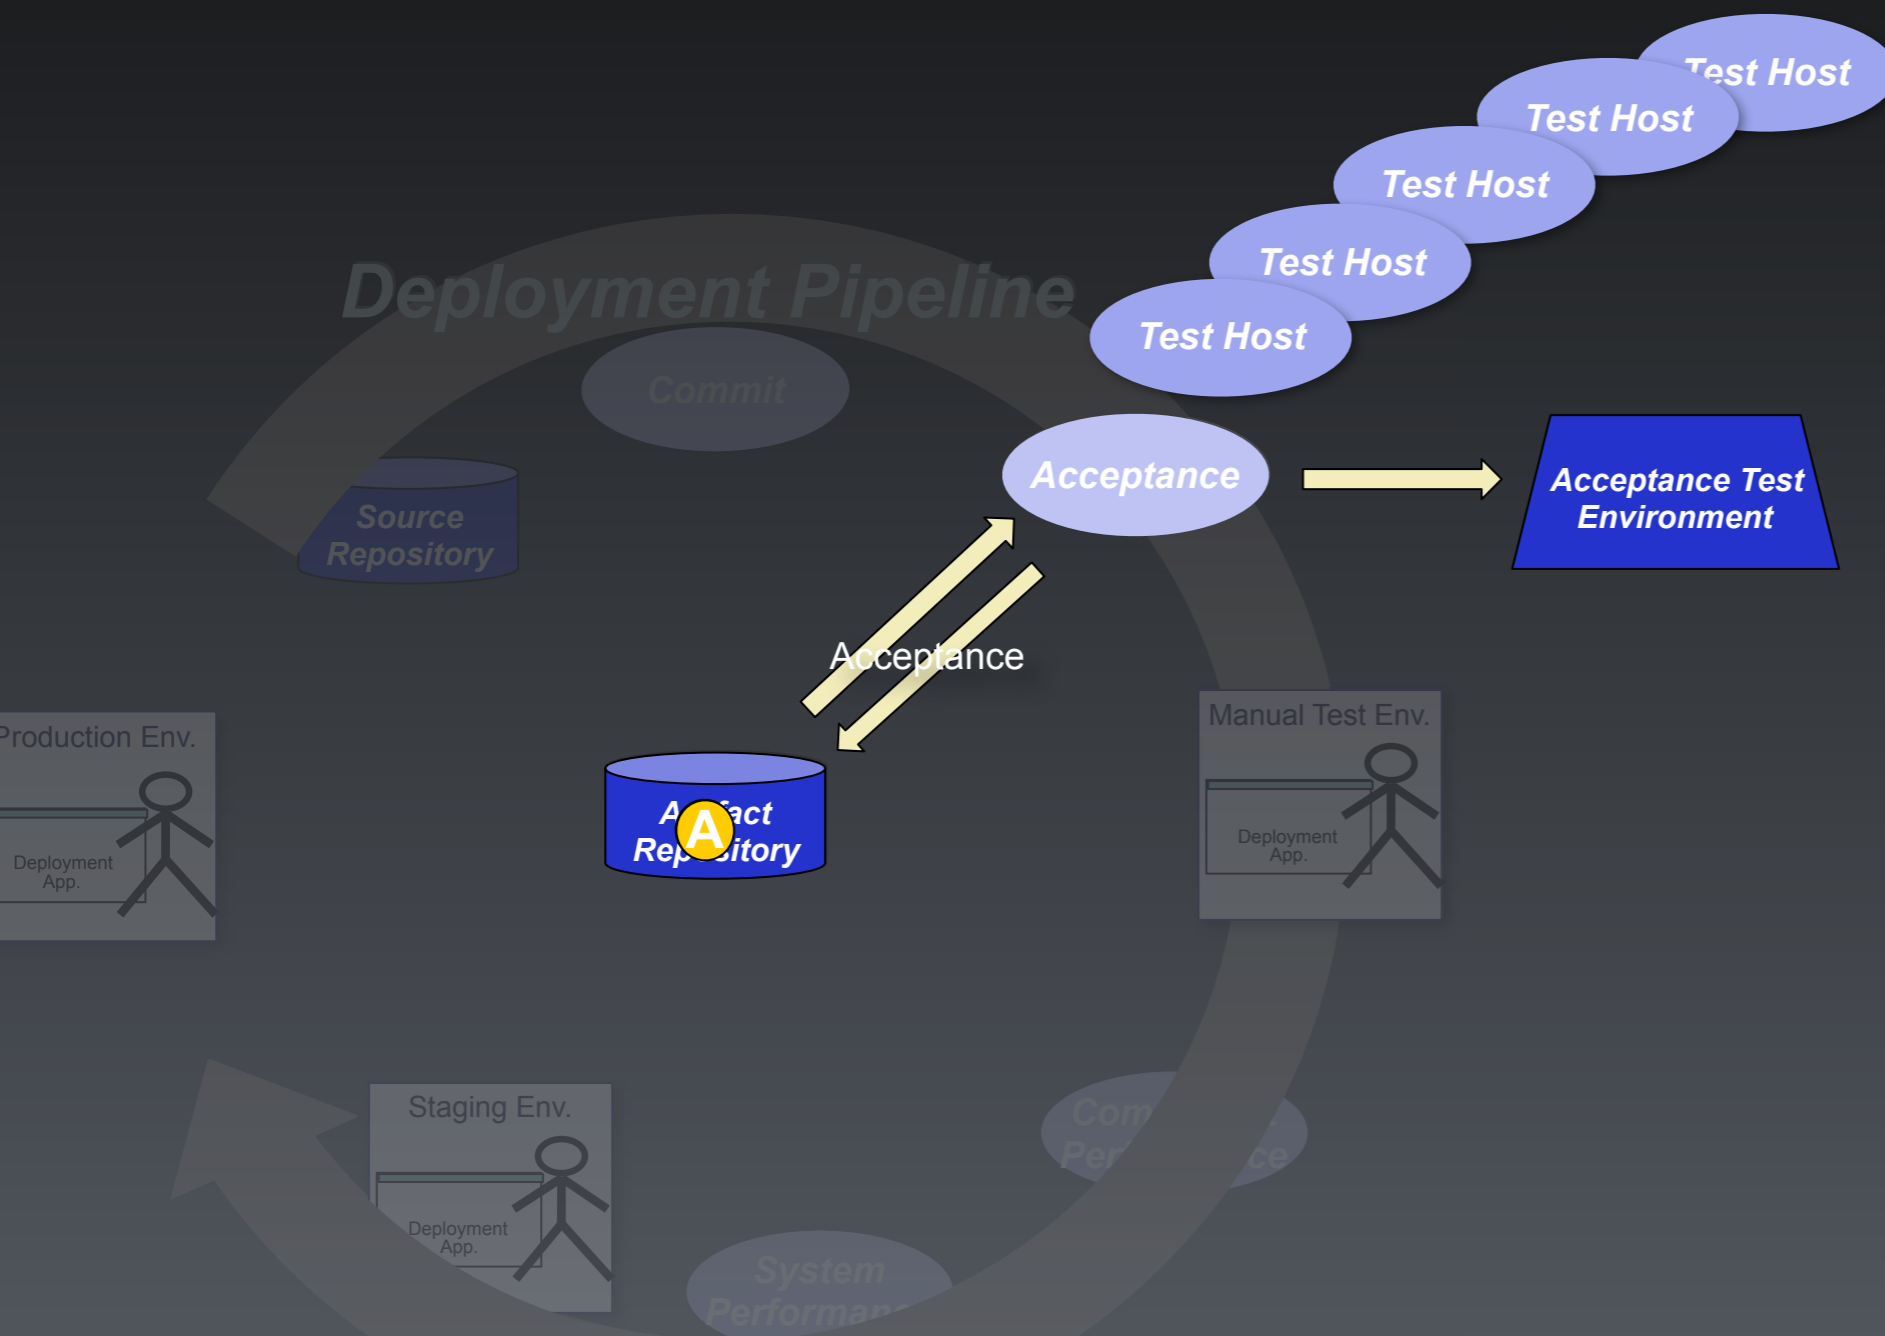 Test Host
Test Host
Test Host
Test Host
Test Host
Deployment Pipeline
Commit
Acceptance
Acceptance Test
Environment
Source
Repository
Acceptance
Manual Test Env.
Deployment
App.
Production Env.
Deployment
App.
A
Repository
Staging Env.
Deployment
App.
System